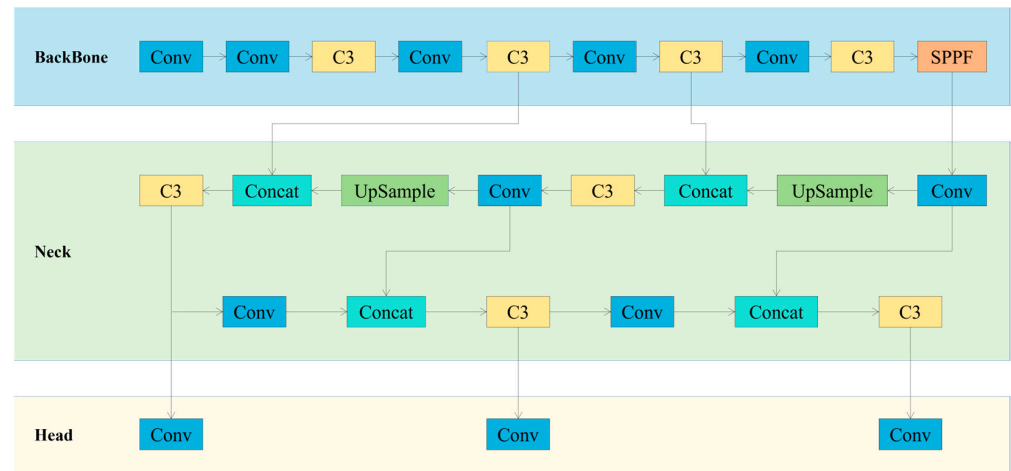 BackBone Conv Conv C3 Conv C3 Conv C3 Conv C3 SPPF
C3 Concat UpSample Conv C3 Concat UpSample Conv
Neck
Conv Concat C3 Conv Concat C3
Head Conv Conv Conv